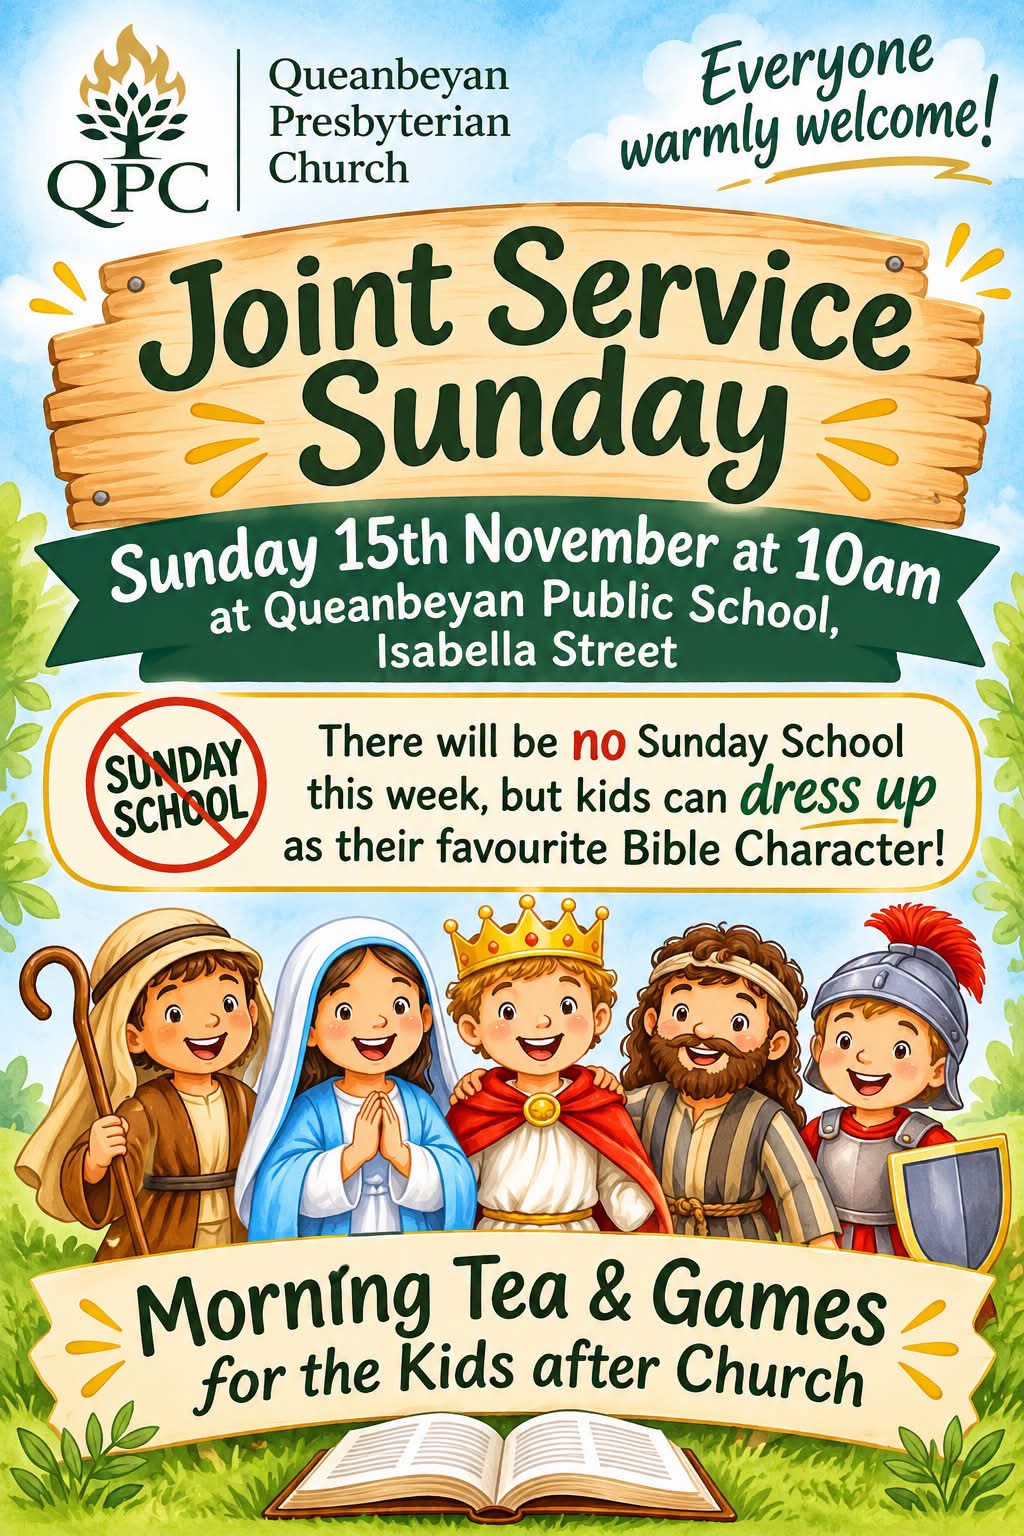 QPC
Queanbeyan
Presbyterian
Church
Everyone
warmly welcome!
Joint Service
Sunday
Sunday 15th November at 10am
at Queanbeyan Public School,
Isabella Street
SUNDAY
SCHOOL
There will be no Sunday School
this week, but kids can dress up
as their favourite Bible Character!
Morning Tea & Games
for the Kids after Church